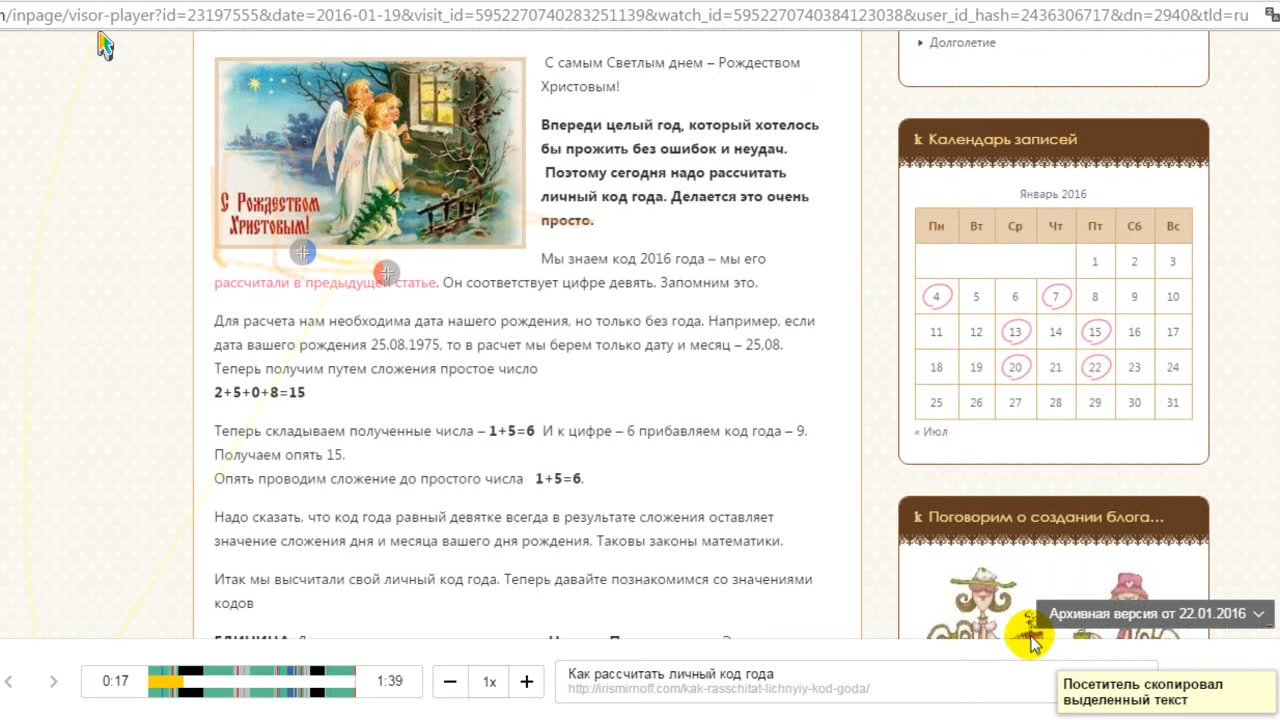 n/inpage/visor-player?id=23197555&date=2016-01-19&visit_id=5952270740283251139&watch_id=5952270740384123038&user_id_hash=2436306717&dn=2940&tld=ru
С РОЖДЕСТВОМ
ХРИСТОВЫМ!
С самым Светлым днем – Рождеством
Христовым!
Впереди целый год, который хотелось
бы прожить без ошибок и неудач.
Поэтому сегодня надо рассчитать
личный код года. Делается это очень
просто.
Мы знаем код 2016 года – мы его
рассчитали в предыдущей статье. Он соответствует цифре девять. Запомним это.
Для расчета нам необходима дата нашего рождения, но только без года. Например, если
дата вашего рождения 25.08.1975, то в расчет мы берем только дату и месяц – 25,08.
Теперь получим путем сложения простое число
2+5+0+8=15
Теперь складываем полученные числа – 1+5=6 И к цифре – 6 прибавляем код года – 9.
Получаем опять 15.
Опять проводим сложение до простого числа 1+5=6.
Надо сказать, что код года равный девятке всегда в результате сложения оставляет
значение сложения дня и месяца вашего дня рождения. Таковы законы математики.
Итак мы высчитали свой личный код года. Теперь давайте познакомимся со значениями
кодов
Долголетие
k Календарь записей
Январь 2016
Пн Вт Ср Чт Пт Сб Вс
1 2 3
4 5 6 7 8 9 10
11 12 13 14 15 16 17
18 19 20 21 22 23 24
25 26 27 28 29 30 31
« Июл
k Поговорим о создании блога...
Архивная версия от 22.01.2016
0:17 1:39 − 1x +
Как рассчитать личный код года
http://irismirnoff.com/kak-rasschitat-lichnyiy-kod-goda/
Посетитель скопировал
выделенный текст